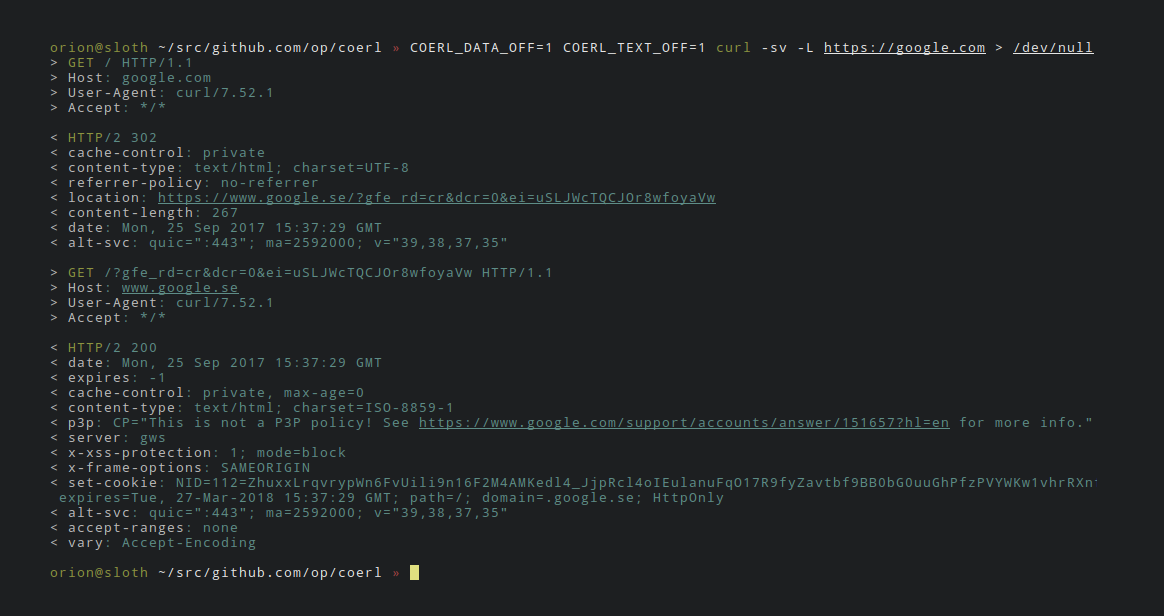 orion@sloth ~/src/github.com/op/coerl » COERL_DATA_OFF=1 COERL_TEXT_OFF=1 curl -sv -L https://google.com > /dev/null
> GET / HTTP/1.1
> Host: google.com
> User-Agent: curl/7.52.1
> Accept: */*
< HTTP/2 302
< cache-control: private
< content-type: text/html; charset=UTF-8
< referrer-policy: no-referrer
< location: https://www.google.se/?gfe_rd=cr&dcr=0&ei=uSLJWcTQCJOr8wfoyaVw
< content-length: 267
< date: Mon, 25 Sep 2017 15:37:29 GMT
< alt-svc: quic=":443"; ma=2592000; v="39,38,37,35"
> GET /?gfe_rd=cr&dcr=0&ei=uSLJWcTQCJOr8wfoyaVw HTTP/1.1
> Host: www.google.se
> User-Agent: curl/7.52.1
> Accept: */*
< HTTP/2 200
< date: Mon, 25 Sep 2017 15:37:29 GMT
< expires: -1
< cache-control: private, max-age=0
< content-type: text/html; charset=ISO-8859-1
< p3p: CP="This is not a P3P policy! See https://www.google.com/support/accounts/answer/151657?hl=en for more info."
< server: gws
< x-xss-protection: 1; mode=block
< x-frame-options: SAMEORIGIN
< set-cookie:
expires=Tue, 27-Mar-2018 15:37:29 GMT; path=/; domain=.google.se; HttpOnly
< alt-svc: quic=":443"; ma=2592000; v="39,38,37,35"
< accept-ranges: none
< vary: Accept-Encoding
orion@sloth ~/src/github.com/op/coerl »